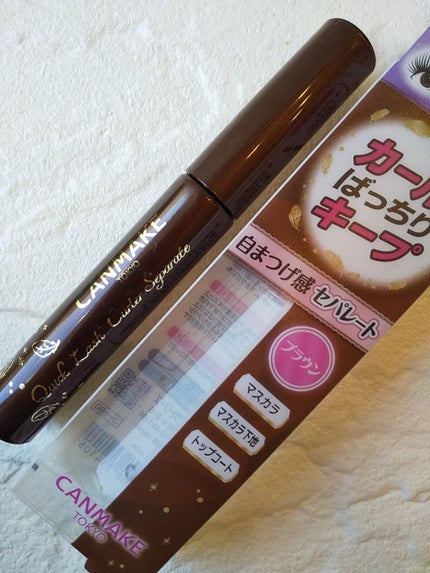 CANMAKE
TOKYO
Quick Lash Curler Separate
カール
ばっちり
キープ
自まつげ感 セパレート
ブラウン
マスカラ
マスカラ下地
トップコート
CANMAKE
TOKYO